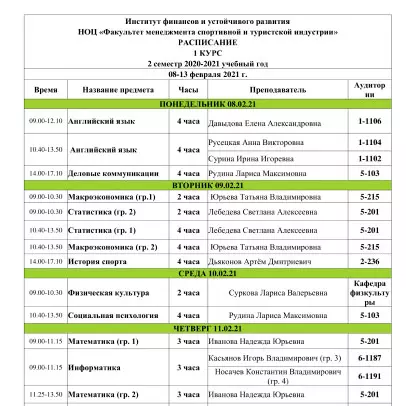 Институт финансов и устойчивого развития
НОЦ «Факультет менеджмента спортивной и туристской индустрии»
РАСПИСАНИЕ
1 КУРС
2 семестр 2020-2021 учебный год
08-13 февраля 2021 г.
Время Название предмета Часы Преподаватель Аудитор
ии
ПОНЕДЕЛЬНИК 08.02.21
09.00-12.10 Английский язык 4 часа Давыдова Елена Александровна 1-1106
10.40-13.50 Английский язык 4 часа Русецкая Анна Викторовна 1-1104
Сурина Ирина Игоревна 1-1102
14.00-17.10 Деловые коммуникации 4 часа Рудина Лариса Максимовна 5-103
ВТОРНИК 09.02.21
09.00-10.30 Макроэкономика (гр.1) 2 часа Юрьева Татьяна Владимировна 5-215
09.00-10.30 Статистика (гр. 2) 2 часа Лебедева Светлана Алексеевна 5-201
10.40-13.50 Статистика (гр. 1) 4 часа Лебедева Светлана Алексеевна 5-201
10.40-13.50 Макроэкономика (гр. 2) 4 часа Юрьева Татьяна Владимировна 5-215
14.00-17.10 История спорта 4 часа Дьяконов Артём Дмитриевич 2-236
СРЕДА 10.02.21
09.00-10.30 Физическая культура 2 часа Суркова Лариса Валерьевна Кафедра
физкульту
ры
10.40-13.50 Социальная психология 4 часа Рудина Лариса Максимовна 5-103
ЧЕТВЕРГ 11.02.21
09.00-11.15 Математика (гр. 1) 3 часа Иванова Надежда Юрьевна 5-201
09.00-11.15 Информатика 3 часа Касьянов Игорь Владимирович (гр. 3) 6-1187
Носачев Константин Владимирович
(гр. 4) 6-1191
11.25-13.50 Математика (гр. 2) 3 часа Иванова Надежда Юрьевна 5-201